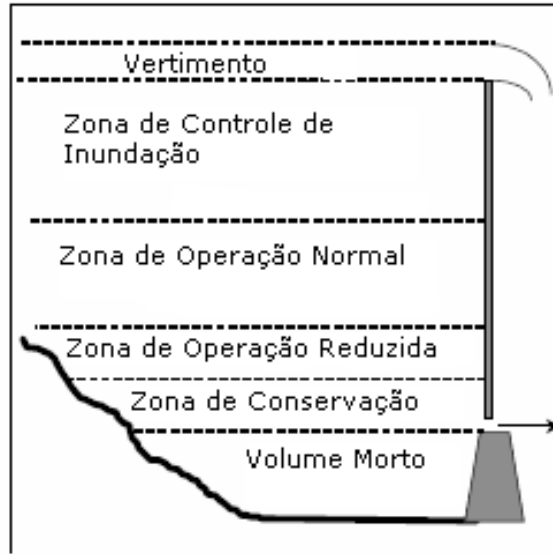 Vertimento
Zona de Controle de
Inundação
Zona de Operação Normal
Zona de Operação Reduzida
Zona de Conservação
Volume Morto